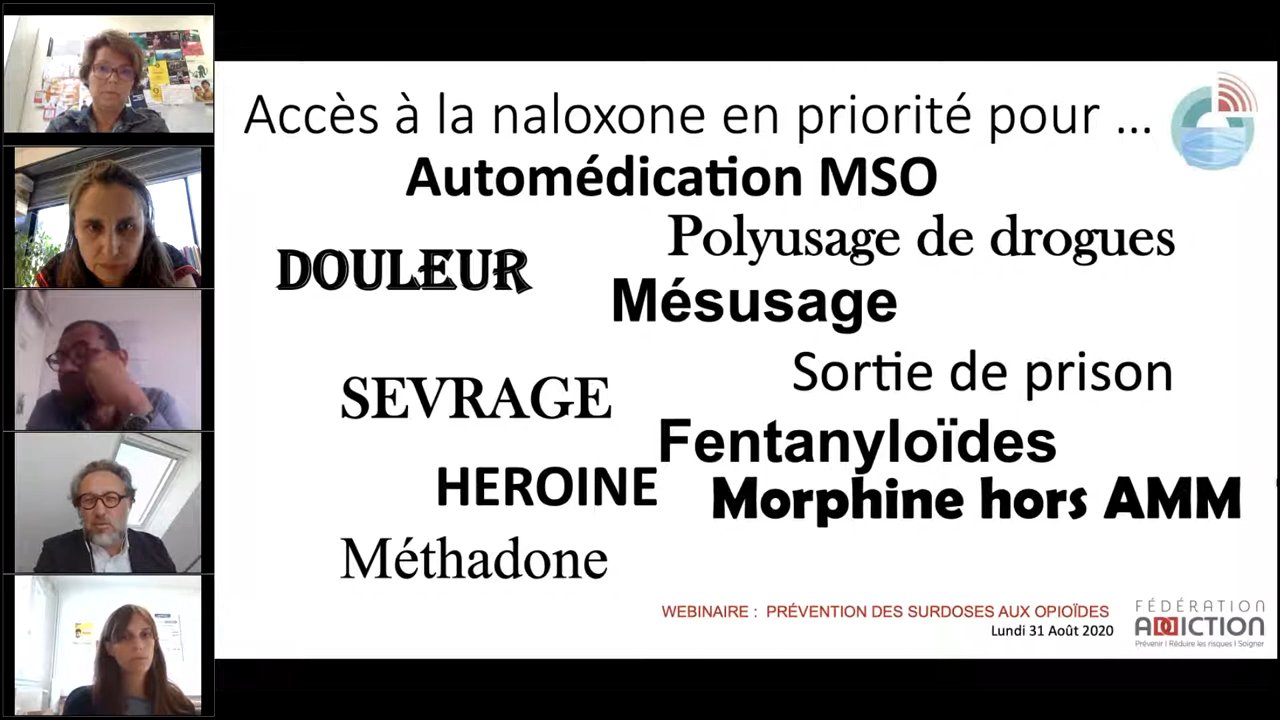 Accès à la naloxone en priorité pour ...
Automédication MSO
Polyusage de drogues
DOULEUR
Mésusage
Sortie de prison
SEVRAGE
Fentanyloïdes
HEROINE
Morphine hors AMM
Méthadone
WEBINAIRE : PRÉVENTION DES SURDOSES AUX OPIOÏDES
Lundi 31 Août 2020
FÉDÉRATION
ADDICTION
Prévenir I Réduire les risques I Soigner